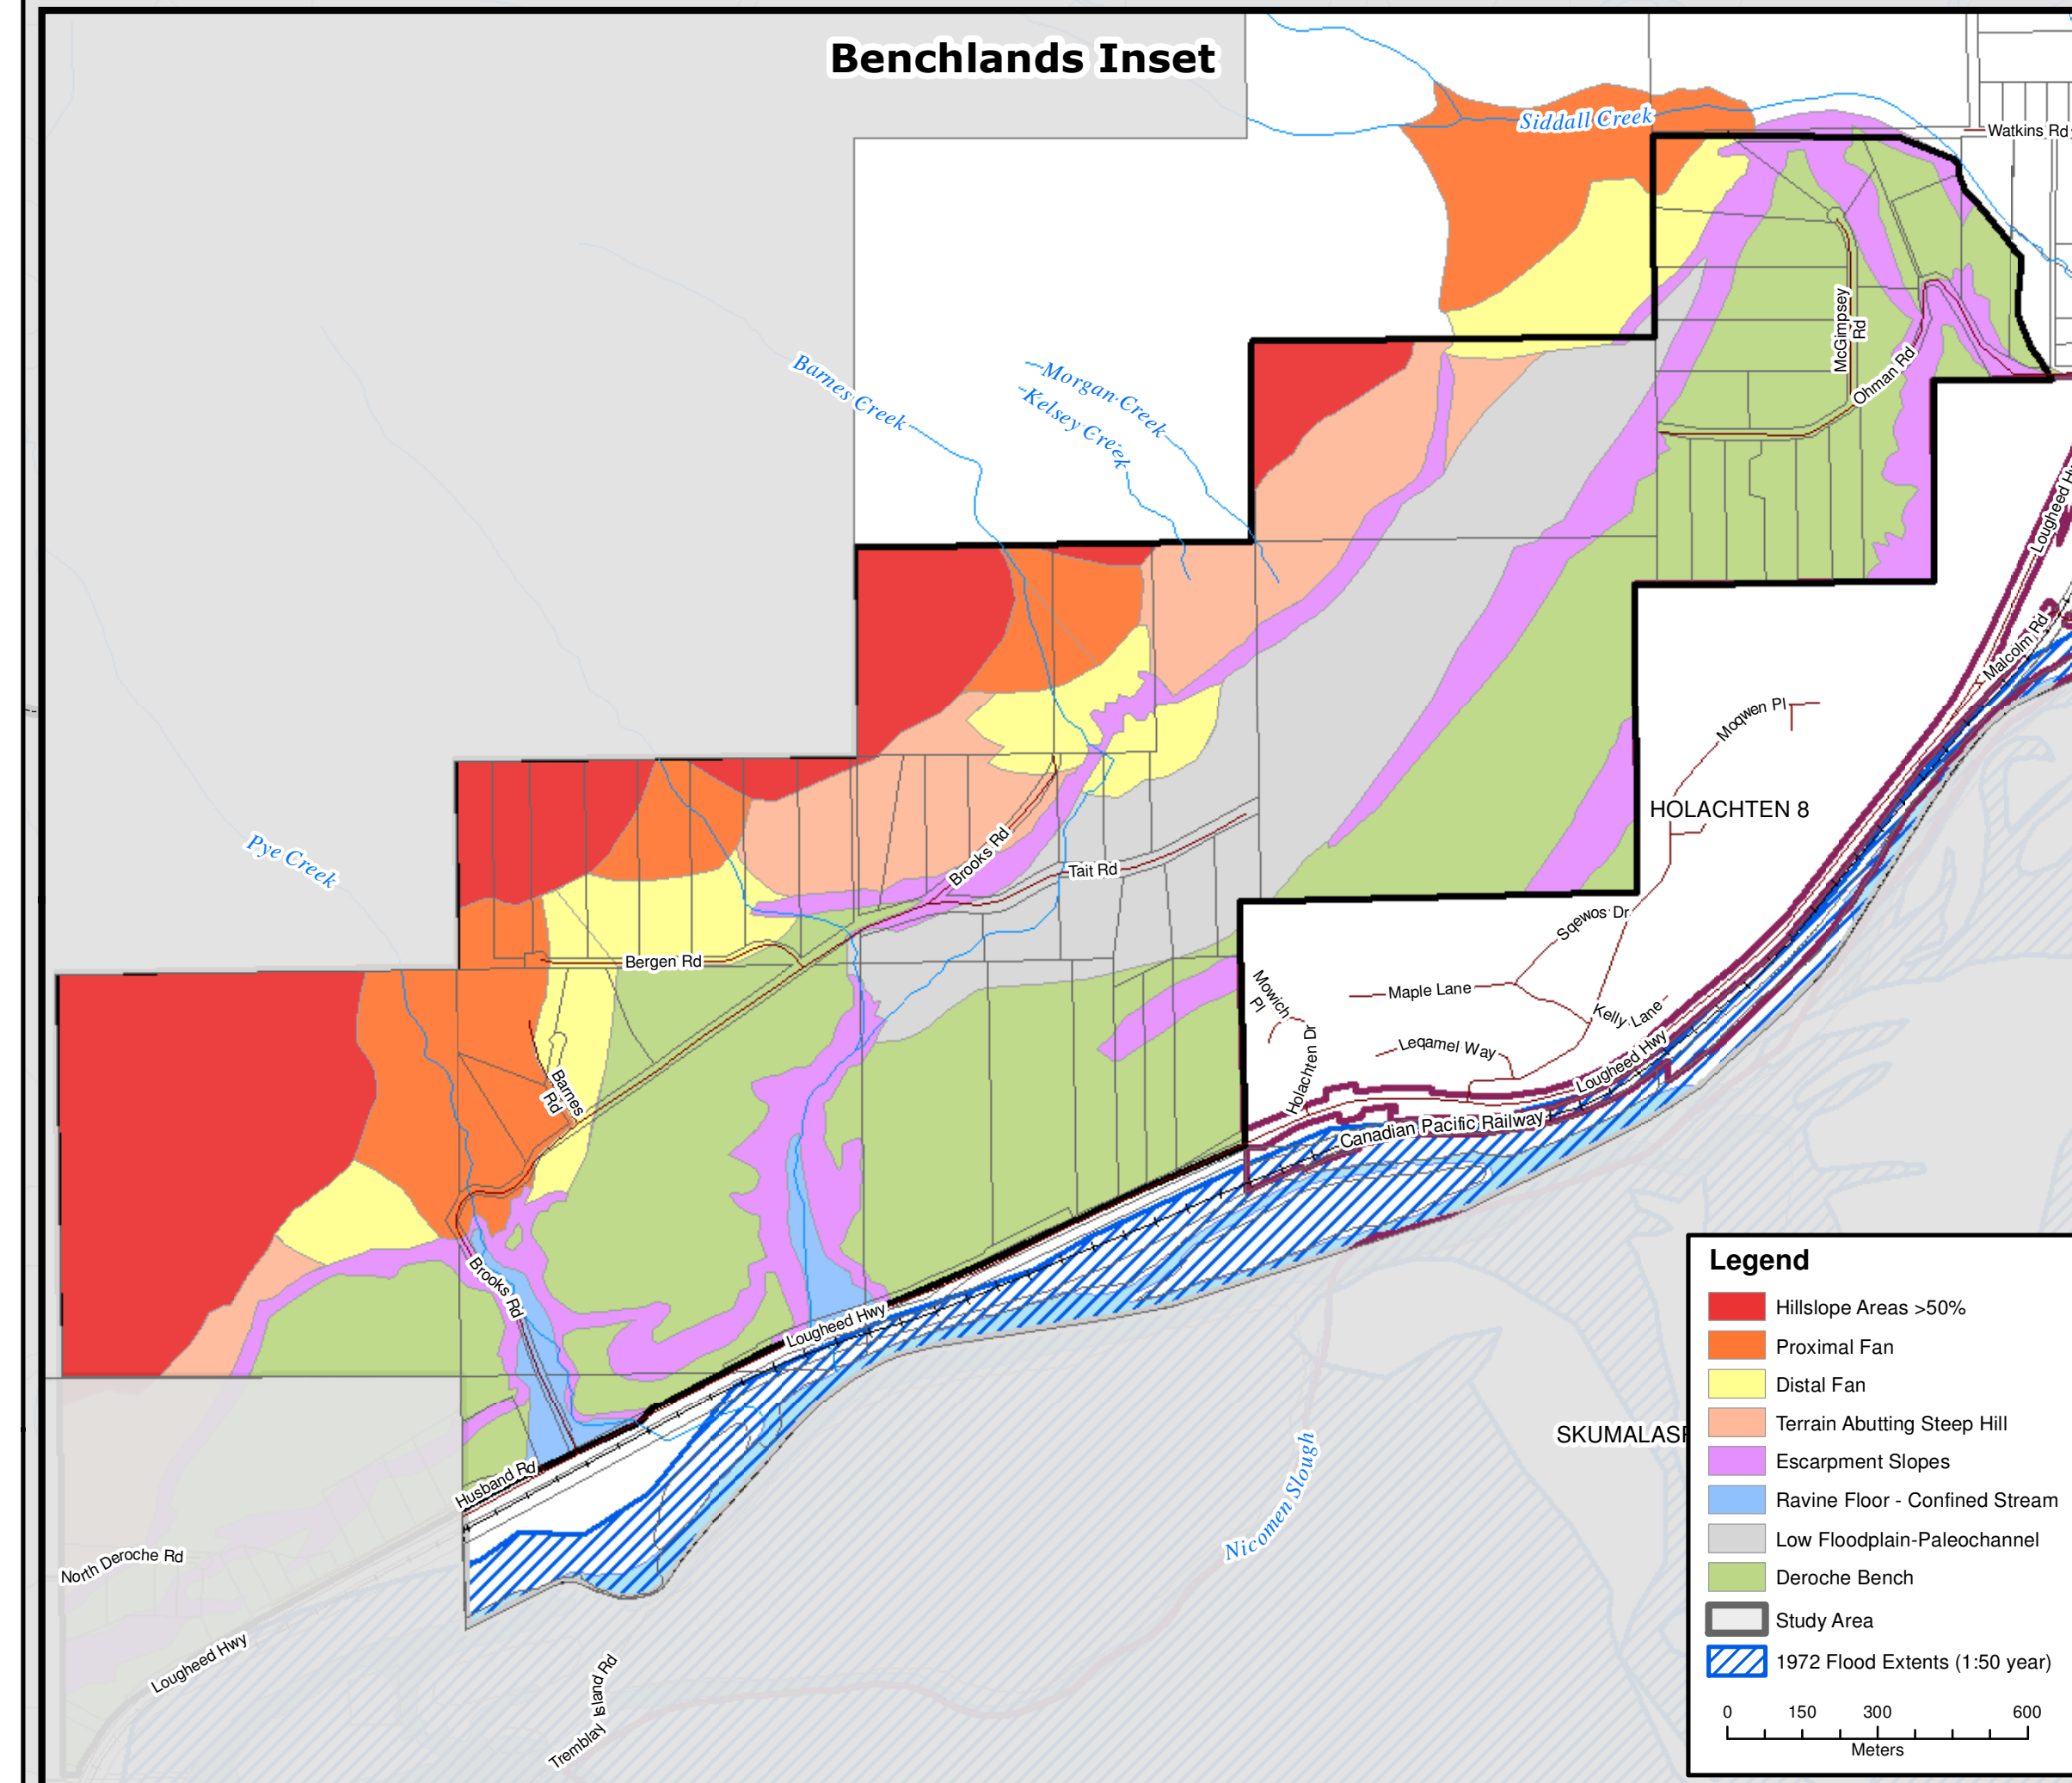 Benchlands Inset
Siddall Creek
Watkins Rd
McGimpsey
Rd
Ohman Rd
Barnes Creek
Morgan Creek
Kelsey Creek
Lougheed
Malcolm Rd
Moqwen Pl
HOLACHTEN 8
Pye Creek
Brooks Rd
Tait Rd
Sqewos Dr
Bergen Rd
Maple Lane
Mowich
Pl
Kelly Lane
Leqamel Way
Holachten Dr
Lougheed Hwy
Barnes
Rd
Canadian Pacific Railway
Brooks Rd
Lougheed Hwy
Husband Rd
Nicomen Slough
North Deroche Rd
Lougheed Hwy
Tremblay Island Rd
Legend
Hillslope Areas >50%
Proximal Fan
Distal Fan
Terrain Abutting Steep Hill
Escarpment Slopes
Ravine Floor - Confined Stream
Low Floodplain-Paleochannel
Deroche Bench
Study Area
1972 Flood Extents (1:50 year)
0 150 300 600
Meters